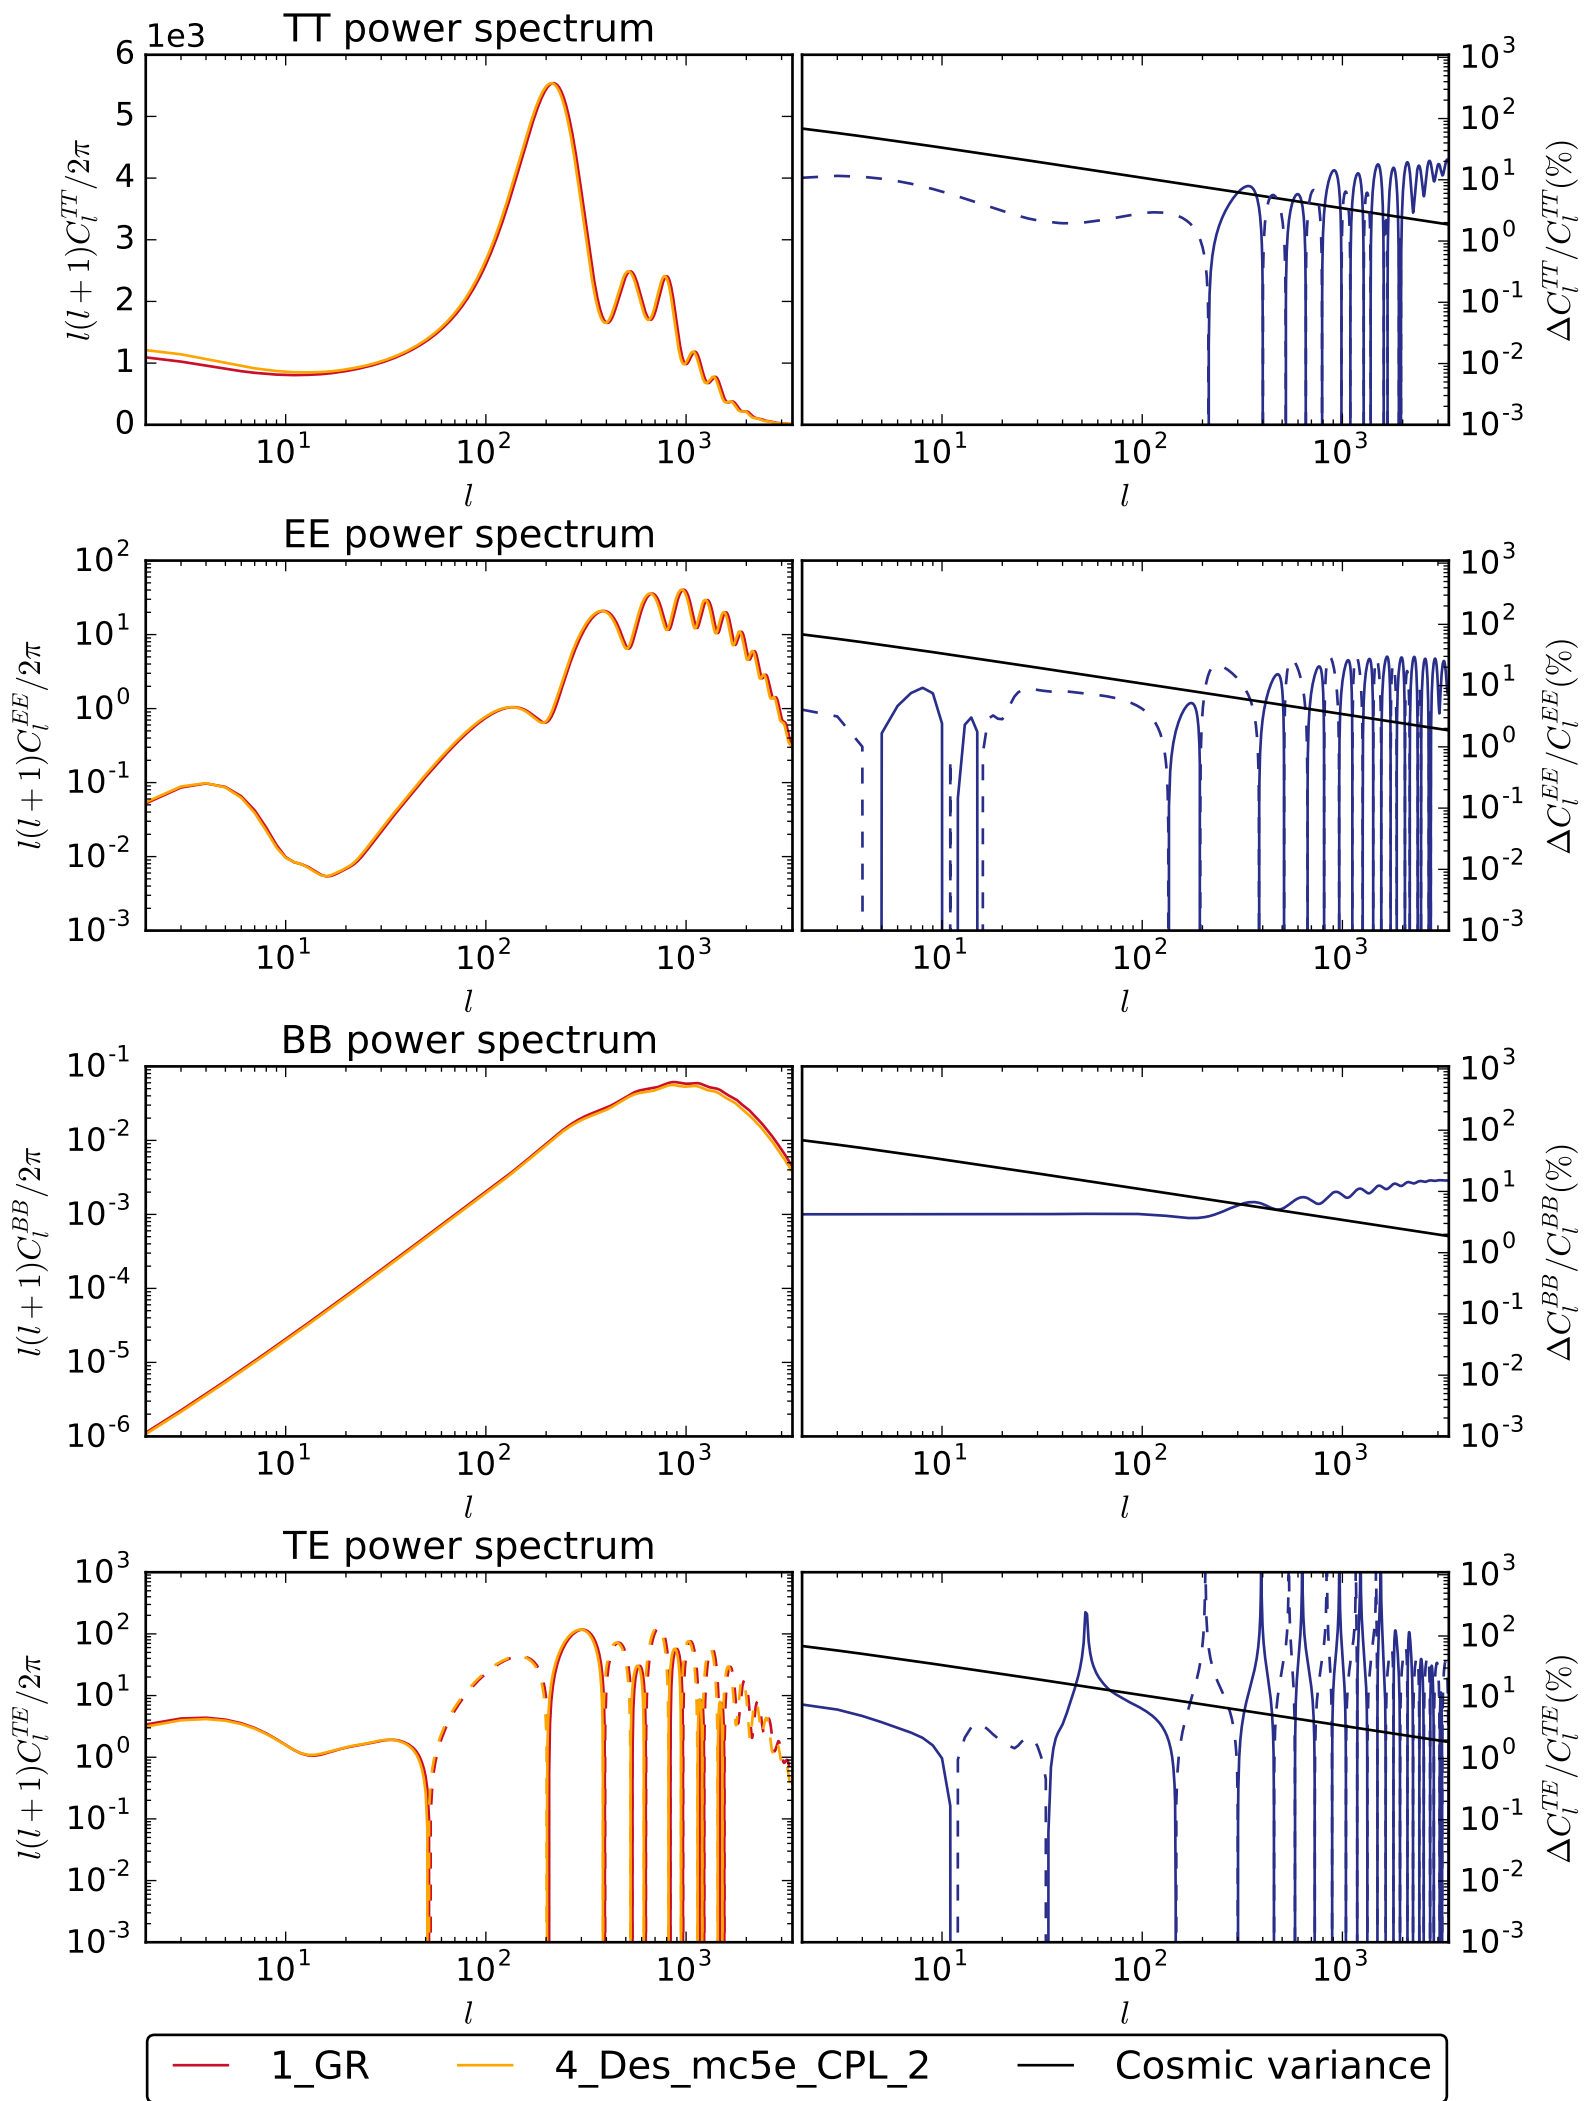 TT power spectrum
1e3
6
5
4
3
2
1
0
l(l + 1)C_l^{TT}/2π
10^1 10^2 10^3
l
10^3
10^2
10^1
10^0
10^-1
10^-2
10^-3
ΔC_l^{TT}/C_l^{TT}(%)
10^1 10^2 10^3
l
EE power spectrum
10^2
10^1
10^0
10^-1
10^-2
10^-3
l(l + 1)C_l^{EE}/2π
10^1 10^2 10^3
l
10^3
10^2
10^1
10^0
10^-1
10^-2
10^-3
ΔC_l^{EE}/C_l^{EE}(%)
10^1 10^2 10^3
l
BB power spectrum
10^-1
10^-2
10^-3
10^-4
10^-5
10^-6
l(l + 1)C_l^{BB}/2π
10^1 10^2 10^3
l
10^3
10^2
10^1
10^0
10^-1
10^-2
10^-3
ΔC_l^{BB}/C_l^{BB}(%)
10^1 10^2 10^3
l
TE power spectrum
10^3
10^2
10^1
10^0
10^-1
10^-2
10^-3
l(l + 1)C_l^{TE}/2π
10^1 10^2 10^3
l
10^3
10^2
10^1
10^0
10^-1
10^-2
10^-3
ΔC_l^{TE}/C_l^{TE}(%)
10^1 10^2 10^3
l
1_GR 4_Des_mc5e_CPL_2 Cosmic variance